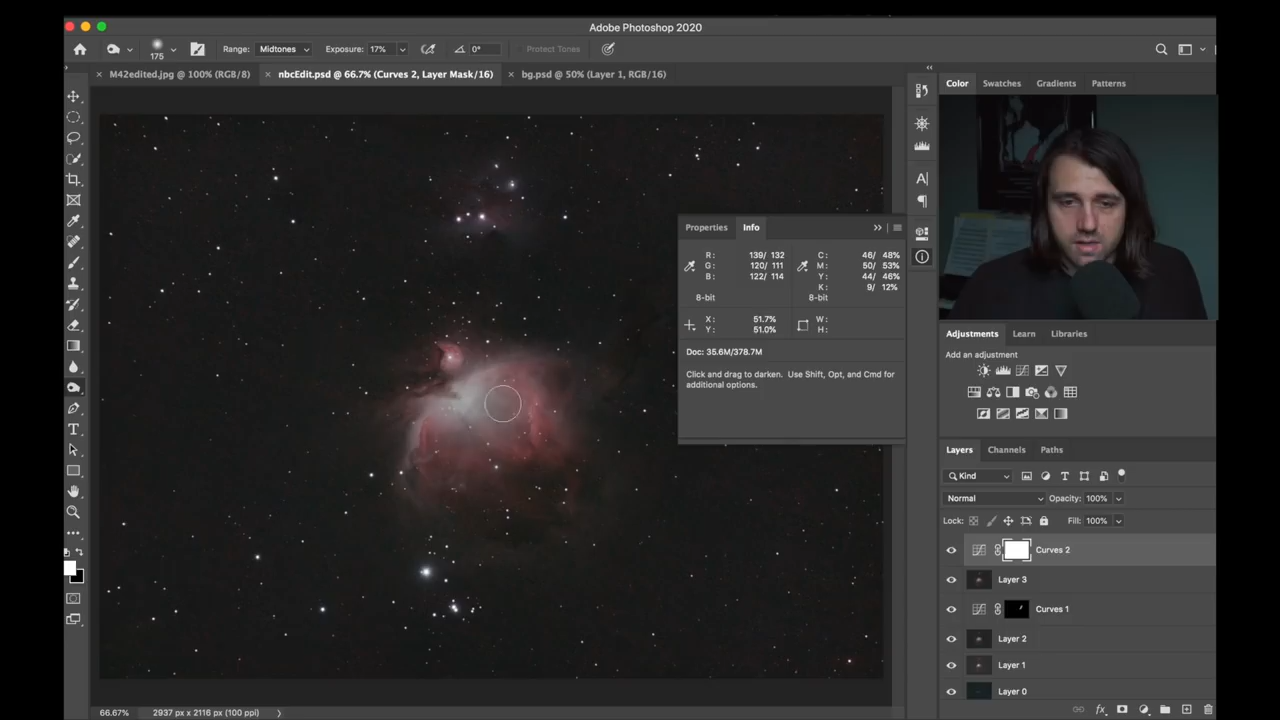 Adobe Photoshop 2020
175 Range: Midtones Exposure: 17% 0° Protect Tones
M42edited.jpg @ 100% (RGB/8) nbcEdit.psd @ 66.7% (Curves 2, Layer Mask/16) bg.psd @ 50% (Layer 1, RGB/16)
Color Swatches Gradients Patterns
Properties Info
R: 139/ 132 C: 46/ 48%
G: 120/ 111 M: 50/ 53%
B: 122/ 114 Y: 44/ 46%
K: 9/ 12%
8-bit 8-bit
X: 51.7% W:
Y: 51.0% H:
Doc: 35.6M/378.7M
Click and drag to darken. Use Shift, Opt, and Cmd for
additional options.
Adjustments Learn Libraries
Add an adjustment
Layers Channels Paths
Kind
Normal Opacity: 100%
Lock: Fill: 100%
Curves 2
Layer 3
Curves 1
Layer 2
Layer 1
Layer 0
66.67% 2937 px x 2116 px (100 ppi)